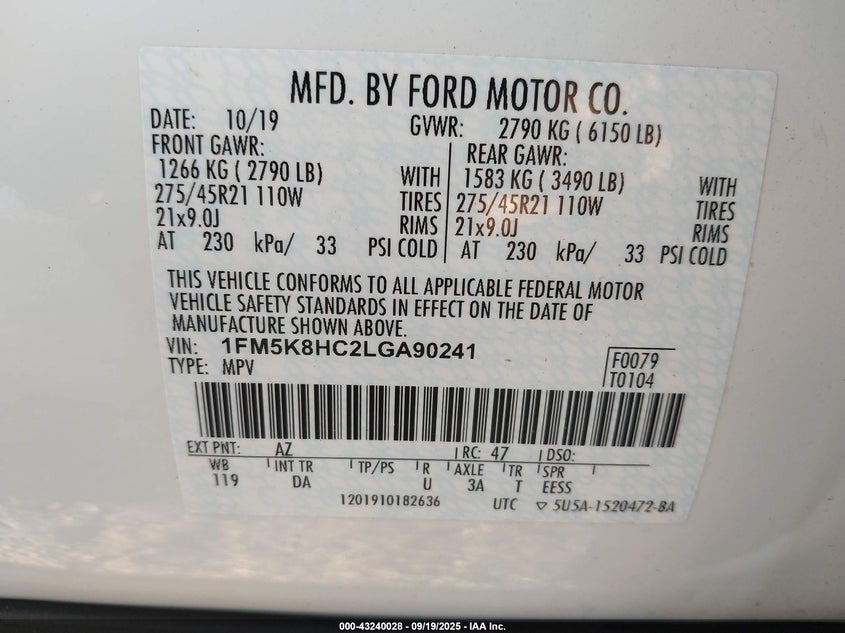 MFD. BY FORD MOTOR CO.
DATE: 10/19 GVWR: 2790 KG ( 6150 LB)
FRONT GAWR: REAR GAWR:
1266 KG ( 2790 LB) WITH 1583 KG ( 3490 LB) WITH
275/45R21 110W TIRES 275/45R21 110W TIRES
21x9.0J RIMS 21x9.0J RIMS
AT 230 kPa/ 33 PSI COLD AT 230 kPa/ 33 PSI COLD
THIS VEHICLE CONFORMS TO ALL APPLICABLE FEDERAL MOTOR
VEHICLE SAFETY STANDARDS IN EFFECT ON THE DATE OF
MANUFACTURE SHOWN ABOVE.
VIN: 1FM5K8HC2LGA90241
TYPE: MPV
F0079
T0104
EXT PNT: AZ RC: 47 DSO:
WB INT TR TP/PS R AXLE TR SPR
119 DA U 3A T EESS
1201910182636 UTC ▽ 5U5A-1520472-BA
000-43240028 - 09/19/2025 - IAA Inc.